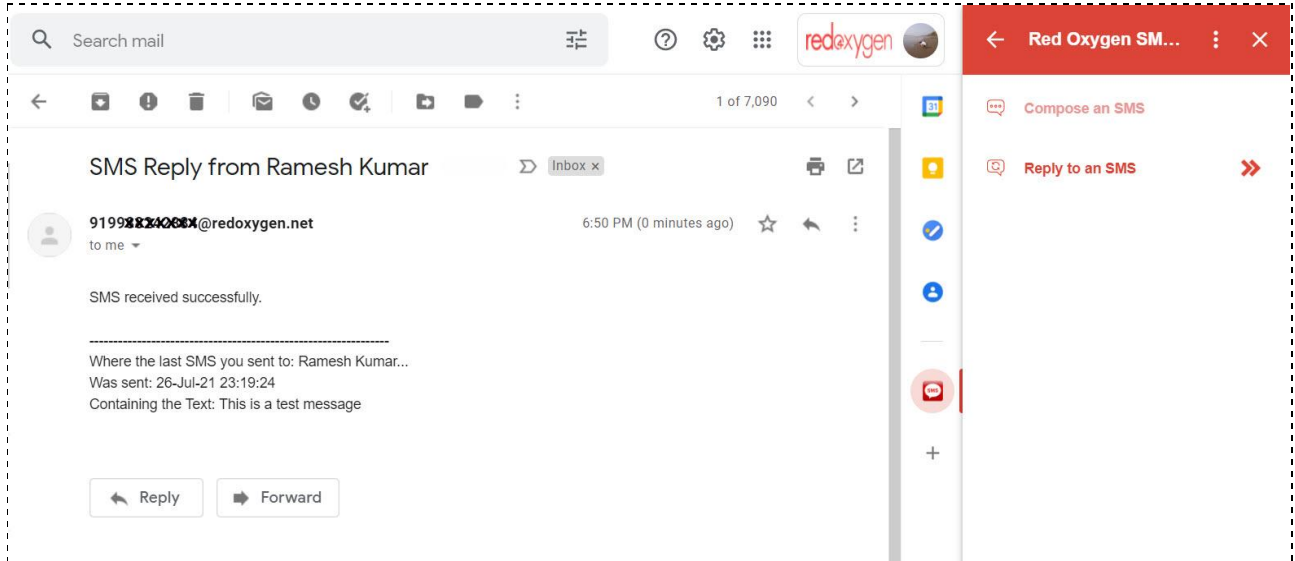 Search mail
redoxygen
Red Oxygen SM...
1 of 7,090
31
Compose an SMS
SMS Reply from Ramesh Kumar
Inbox ×
Reply to an SMS
@redoxygen.net
6:50 PM (0 minutes ago)
to me
SMS received successfully.
--------------------------------------------------------------
Where the last SMS you sent to: Ramesh Kumar...
Was sent: 26-Jul-21 23:19:24
Containing the Text: This is a test message
SMS
Reply
Forward